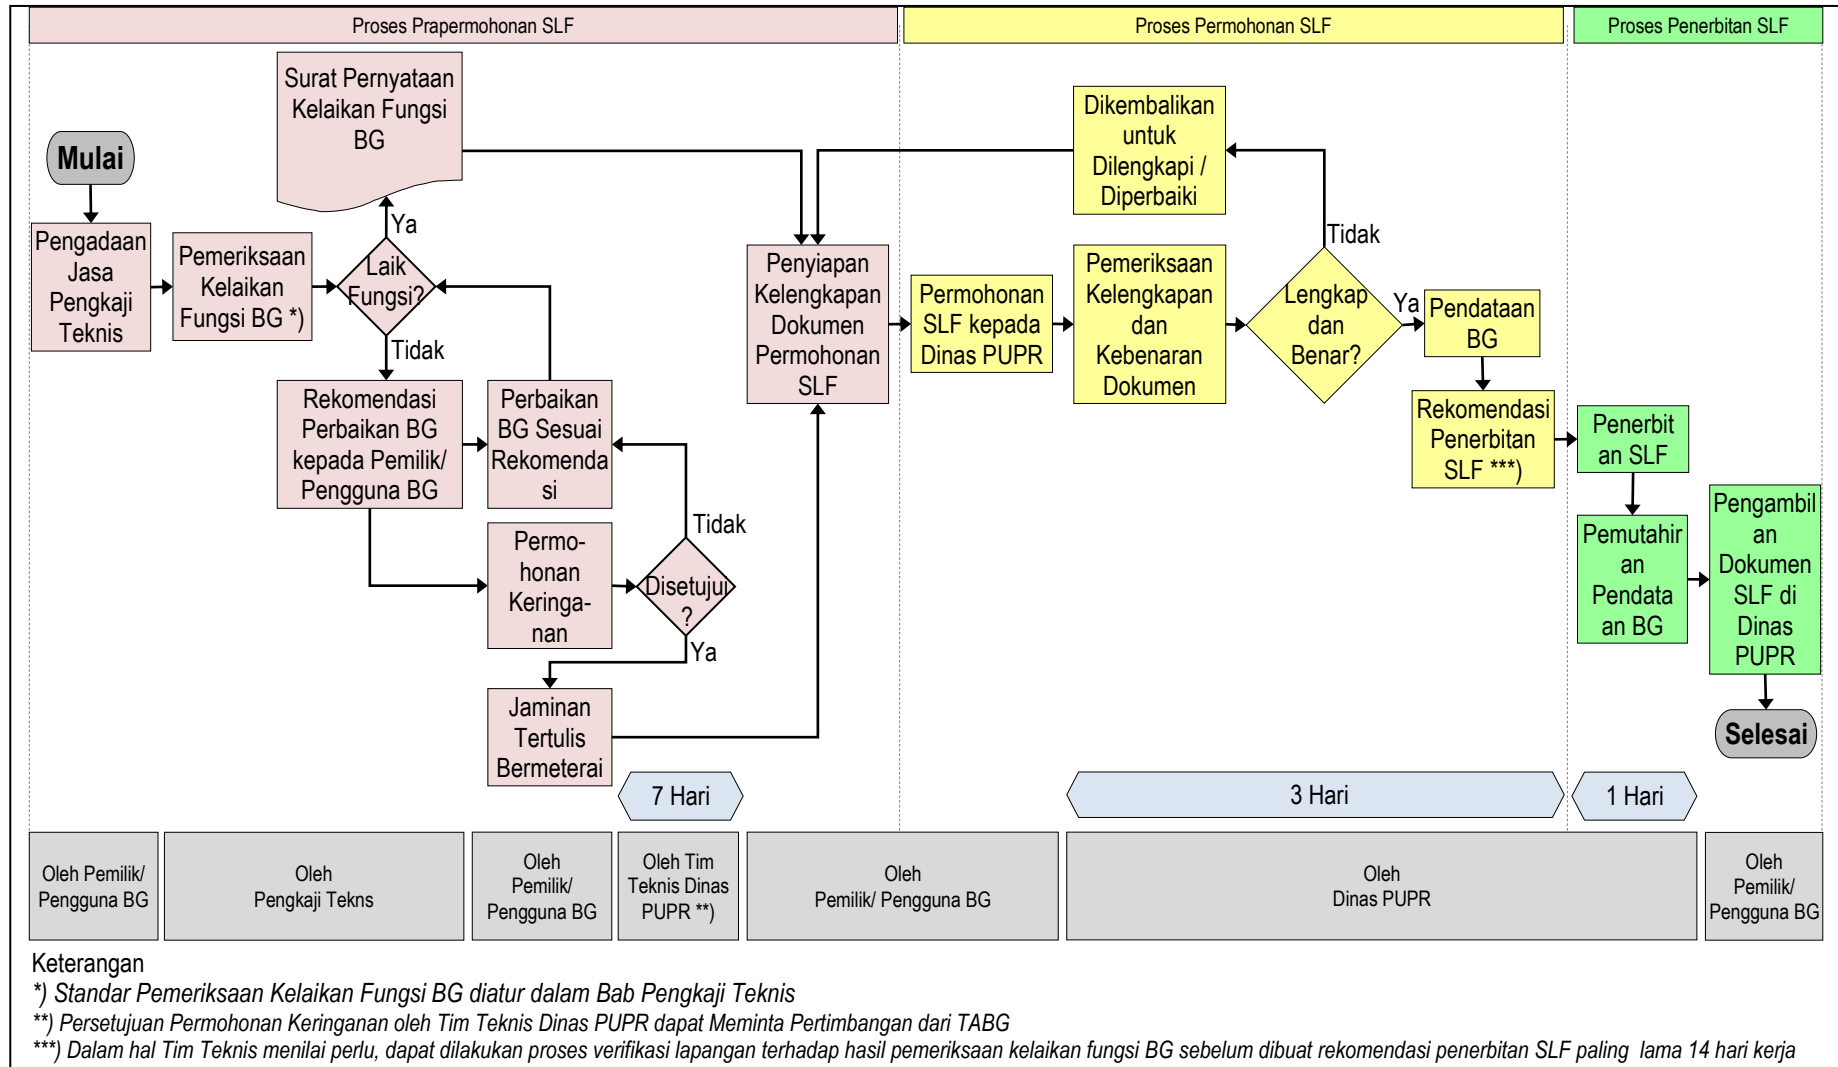 Proses Prapermohonan SLF
Proses Permohonan SLF
Proses Penerbitan SLF
Mulai
Pengadaan
Jasa
Pengkaji
Teknis
Pemeriksaan
Kelaikan
Fungsi BG *)
Surat Pernyataan
Kelaikan Fungsi
BG
Ya
Laik
Fungsi?
Tidak
Rekomendasi
Perbaikan BG
kepada Pemilik/
Pengguna BG
Perbaikan
BG Sesuai
Rekomenda
si
Tidak
Permo-
honan
Keringa-
nan
Disetujui
?
Ya
Jaminan
Tertulis
Bermeterai
Penyiapan
Kelengkapan
Dokumen
Permohonan
SLF
Permohonan
SLF kepada
Dinas PUPR
Dikembalikan
untuk
Dilengkapi /
Diperbaiki
Pemeriksaan
Kelengkapan
dan
Kebenaran
Dokumen
Tidak
Lengkap
dan
Benar?
Ya
Pendataan
BG
Rekomendasi
Penerbitan
SLF ***)
Penerbit
an SLF
Pemutahir
an
Pendata
an BG
Pengambil
an
Dokumen
SLF di
Dinas
PUPR
Selesai
7 Hari
3 Hari
1 Hari
Oleh Pemilik/
Pengguna BG
Oleh
Pengkaji Tekns
Oleh
Pemilik/
Pengguna BG
Oleh Tim
Teknis Dinas
PUPR **)
Oleh
Pemilik/ Pengguna BG
Oleh
Dinas PUPR
Oleh
Pemilik/
Pengguna BG
Keterangan
*) Standar Pemeriksaan Kelaikan Fungsi BG diatur dalam Bab Pengkaji Teknis
**) Persetujuan Permohonan Keringanan oleh Tim Teknis Dinas PUPR dapat Meminta Pertimbangan dari TABG
***) Dalam hal Tim Teknis menilai perlu, dapat dilakukan proses verifikasi lapangan terhadap hasil pemeriksaan kelaikan fungsi BG sebelum dibuat rekomendasi penerbitan SLF paling lama 14 hari kerja